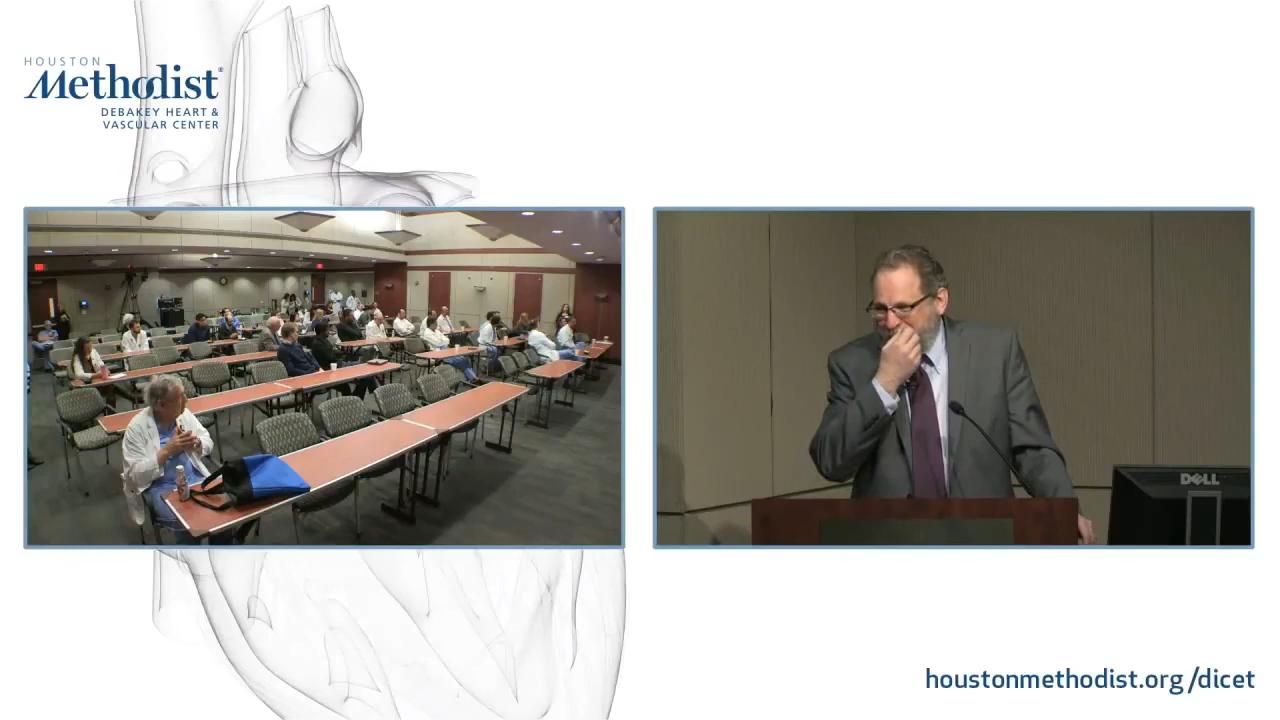 HOUSTON
Methodist®
DEBAKEY HEART &
VASCULAR CENTER
DELL
houstonmethodist.org/dicet